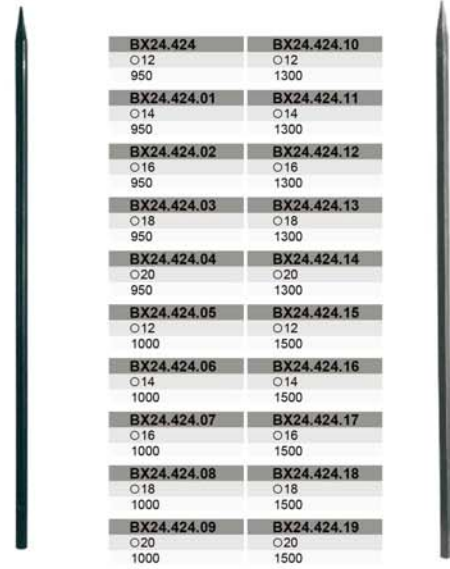 BX24.424 BX24.424.10
○12 ○12
950 1300
BX24.424.01 BX24.424.11
○14 ○14
950 1300
BX24.424.02 BX24.424.12
○16 ○16
950 1300
BX24.424.03 BX24.424.13
○18 ○18
950 1300
BX24.424.04 BX24.424.14
○20 ○20
950 1300
BX24.424.05 BX24.424.15
○12 ○12
1000 1500
BX24.424.06 BX24.424.16
○14 ○14
1000 1500
BX24.424.07 BX24.424.17
○16 ○16
1000 1500
BX24.424.08 BX24.424.18
○18 ○18
1000 1500
BX24.424.09 BX24.424.19
○20 ○20
1000 1500